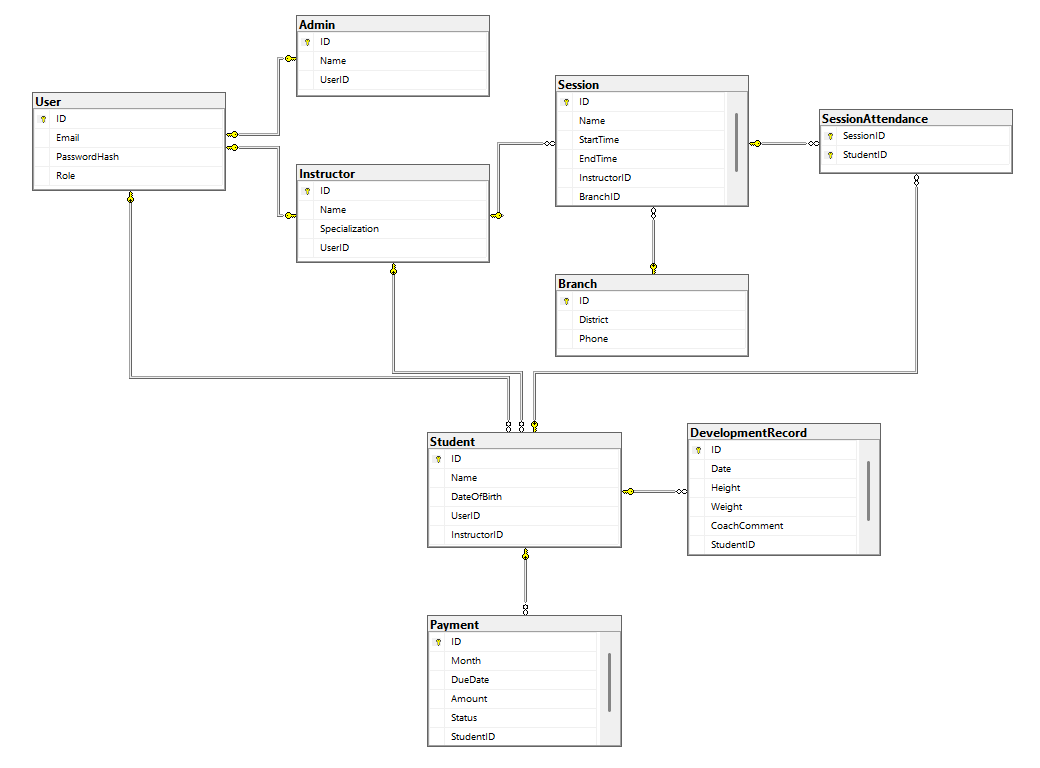 Admin
ID
Name
UserID
User
ID
Email
PasswordHash
Role
Instructor
ID
Name
Specialization
UserID
Session
ID
Name
StartTime
EndTime
InstructorID
BranchID
SessionAttendance
SessionID
StudentID
Branch
ID
District
Phone
Student
ID
Name
DateOfBirth
UserID
InstructorID
DevelopmentRecord
ID
Date
Height
Weight
CoachComment
StudentID
Payment
ID
Month
DueDate
Amount
Status
StudentID